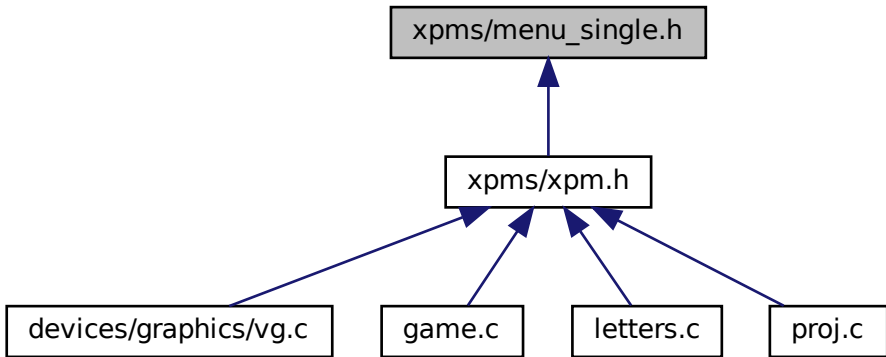 xpms/menu_single.h
xpms/xpm.h
devices/graphics/vg.c
game.c
letters.c
proj.c